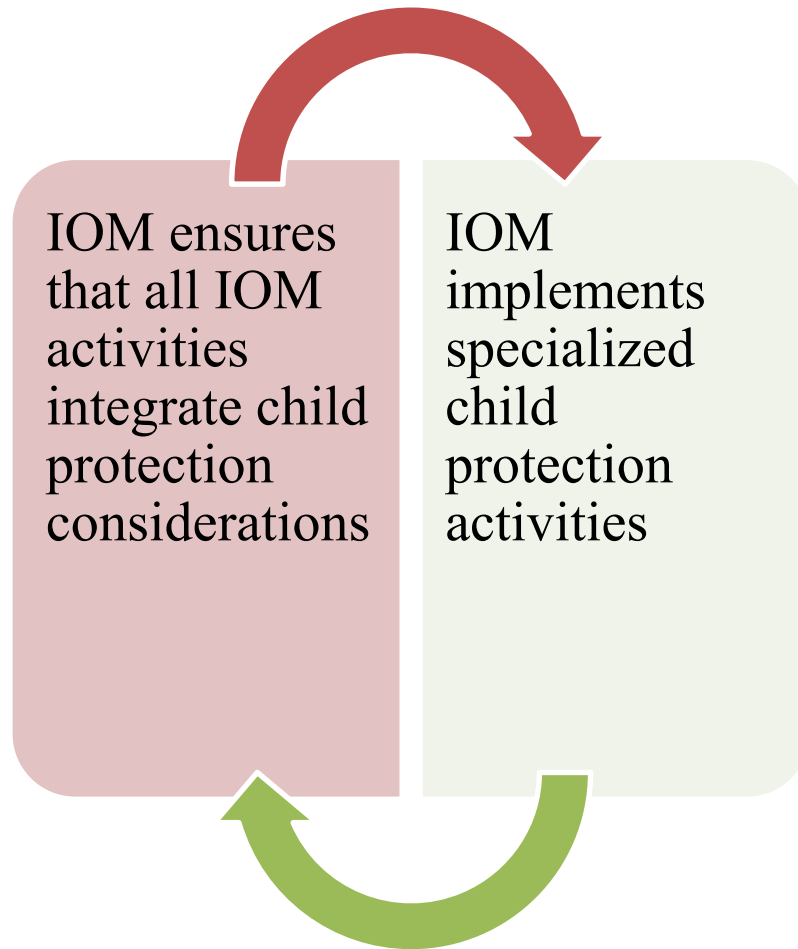 IOM ensures
that all IOM
activities
integrate child
protection
considerations
IOM
implements
specialized
child
protection
activities